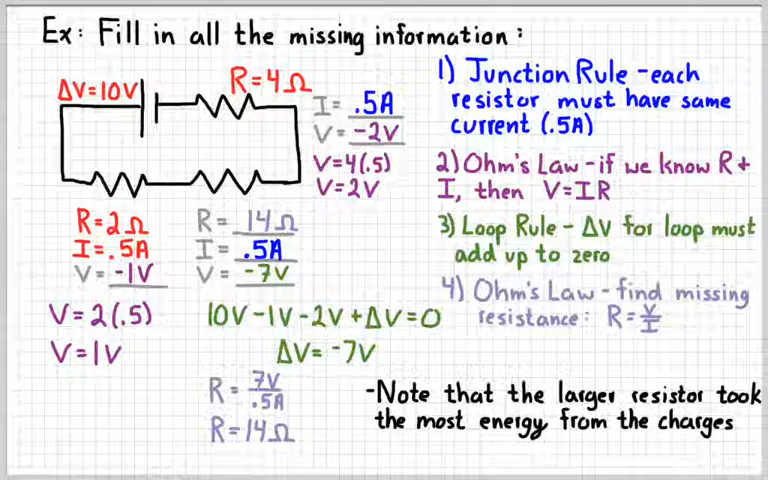 Ex: Fill in all the missing information:
ΔV=10V
R=4Ω
I= .5A
V= -2V
V=4(.5)
V=2V
R=2Ω
I=.5A
V= -1V
V=2(.5)
V=1V
R= 14Ω
I= .5A
V= -7V
10V-1V-2V+ΔV=0
ΔV=-7V
R= 7V/.5A
R=14Ω
1) Junction Rule -each
resistor must have same
current (.5A)
2) Ohm's Law -if we know R+
I, then V=IR
3) Loop Rule - ΔV for loop must
add up to zero
4) Ohm's Law -find missing
resistance: R=V/I
-Note that the larger resistor took
the most energy from the charges